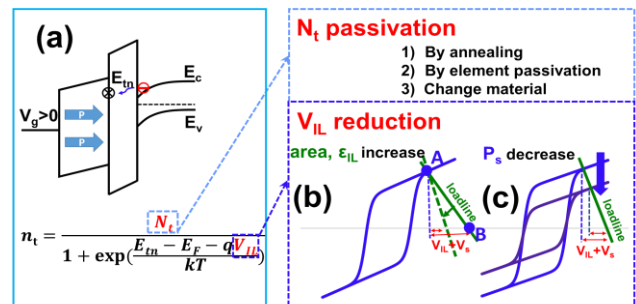 (a)
E_tn
E_c
V_g>0
P
P
E_v
n_t = N_t / 1 + exp(E_tn − E_F − qV_IL / kT)
N_t passivation
1) By annealing
2) By element passivation
3) Change material
V_IL reduction
area, ε_IL increase
A
(b)
loadline
B
V_IL+V_s
P_s decrease
(c)
loadline
V_IL+V_s